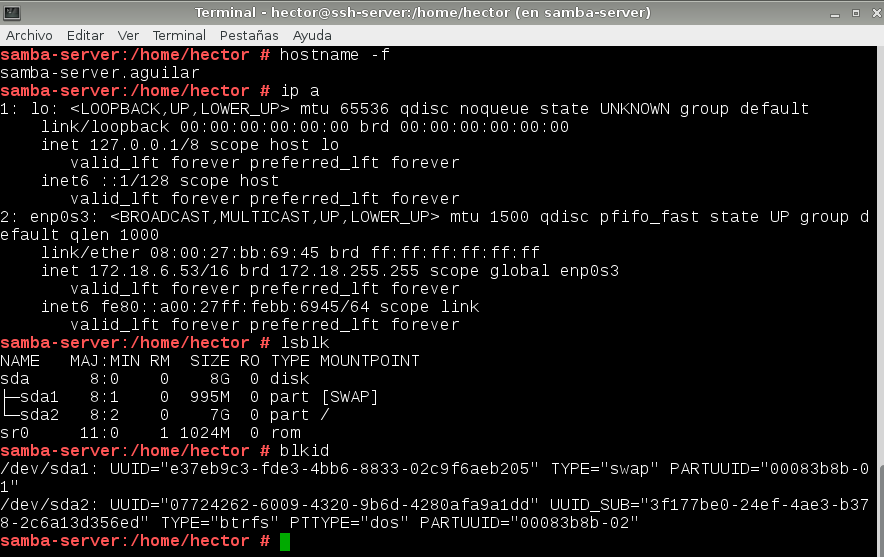 Terminal - hector@ssh-server:/home/hector (en samba-server)
Archivo Editar Ver Terminal Pestañas Ayuda
samba-server:/home/hector # hostname -f
samba-server.aguilar
samba-server:/home/hector # ip a
1: lo: <LOOPBACK,UP,LOWER_UP> mtu 65536 qdisc noqueue state UNKNOWN group default
    link/loopback 00:00:00:00:00:00 brd 00:00:00:00:00:00
    inet 127.0.0.1/8 scope host lo
       valid_lft forever preferred_lft forever
    inet6 ::1/128 scope host
       valid_lft forever preferred_lft forever
2: enp0s3: <BROADCAST,MULTICAST,UP,LOWER_UP> mtu 1500 qdisc pfifo_fast state UP group d
efault qlen 1000
    link/ether 08:00:27:bb:69:45 brd ff:ff:ff:ff:ff:ff
    inet 172.18.6.53/16 brd 172.18.255.255 scope global enp0s3
       valid_lft forever preferred_lft forever
    inet6 fe80::a00:27ff:febb:6945/64 scope link
       valid_lft forever preferred_lft forever
samba-server:/home/hector # lsblk
NAME   MAJ:MIN RM  SIZE RO TYPE MOUNTPOINT
sda      8:0    0    8G  0 disk
├─sda1   8:1    0  995M  0 part [SWAP]
└─sda2   8:2    0    7G  0 part /
sr0     11:0    1 1024M  0 rom
samba-server:/home/hector # blkid
/dev/sda1: UUID="e37eb9c3-fde3-4bb6-8833-02c9f6aeb205" TYPE="swap" PARTUUID="00083b8b-0
1"
/dev/sda2: UUID="07724262-6009-4320-9b6d-4280afa9a1dd" UUID_SUB="3f177be0-24ef-4ae3-b37
8-2c6a13d356ed" TYPE="btrfs" PTTYPE="dos" PARTUUID="00083b8b-02"
samba-server:/home/hector #